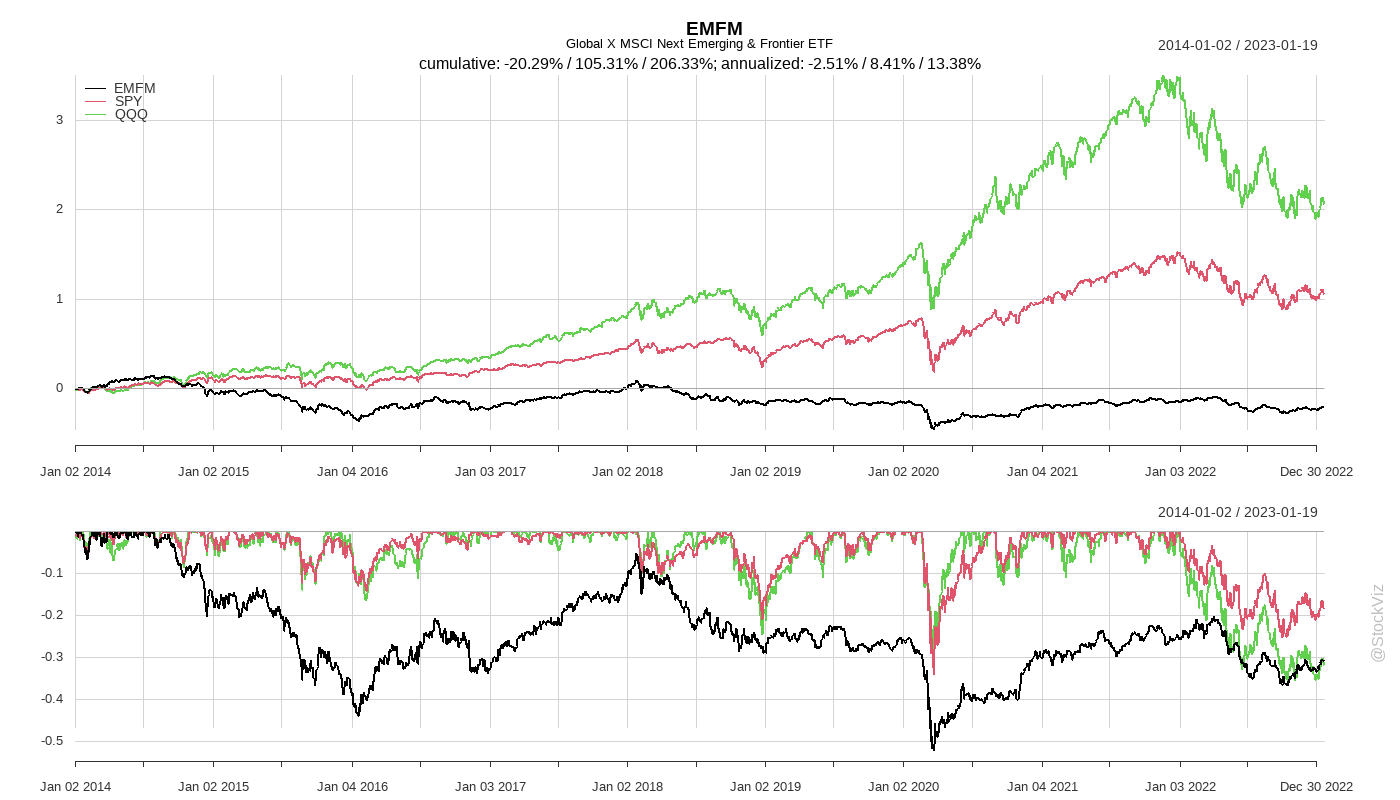 EMFM
Global X MSCI Next Emerging & Frontier ETF
2014-01-02 / 2023-01-19
cumulative: -20.29% / 105.31% / 206.33%; annualized: -2.51% / 8.41% / 13.38%
EMFM
SPY
QQQ
3
2
1
0
Jan 02 2014 Jan 02 2015 Jan 04 2016 Jan 03 2017 Jan 02 2018 Jan 02 2019 Jan 02 2020 Jan 04 2021 Jan 03 2022 Dec 30 2022
2014-01-02 / 2023-01-19
-0.1
-0.2
-0.3
-0.4
-0.5
Jan 02 2014 Jan 02 2015 Jan 04 2016 Jan 03 2017 Jan 02 2018 Jan 02 2019 Jan 02 2020 Jan 04 2021 Jan 03 2022 Dec 30 2022
@StockViz